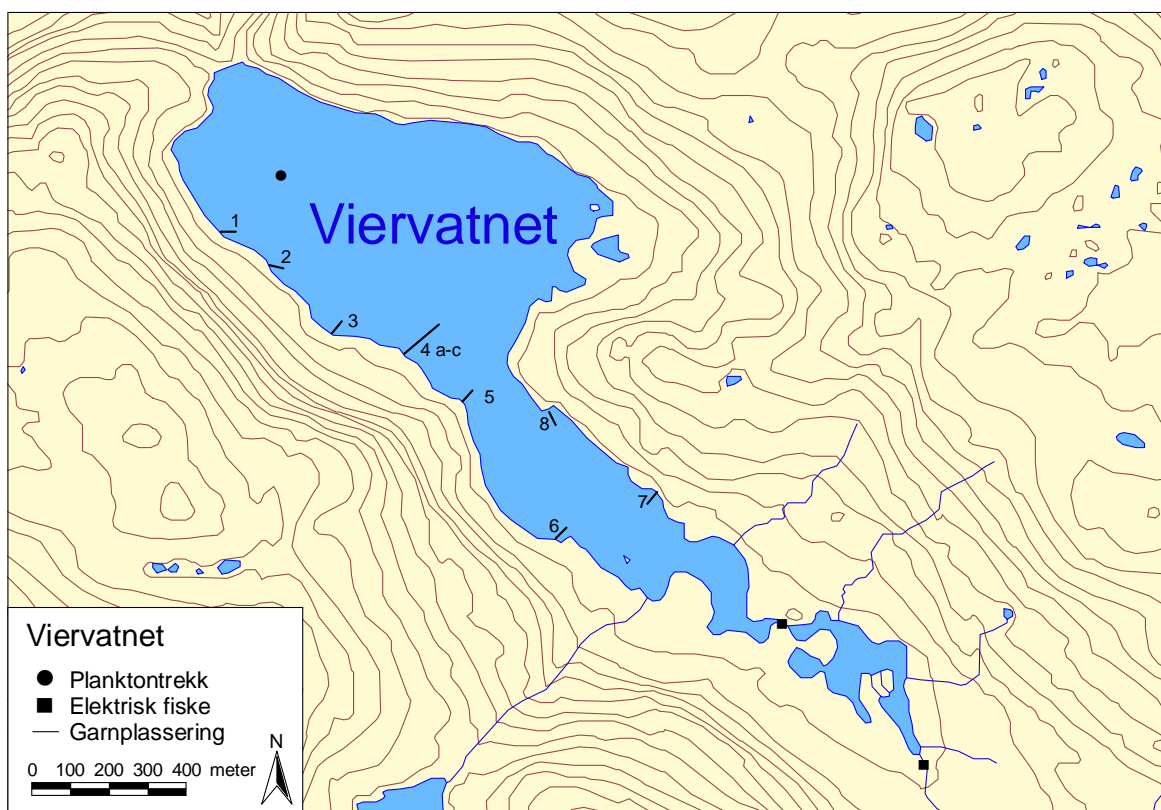 Viervatnet
1
2
3
4 a-c
5
8
7
6
Viervatnet
Planktontrekk
Elektrisk fiske
Garnplassering
N
0 100 200 300 400 meter